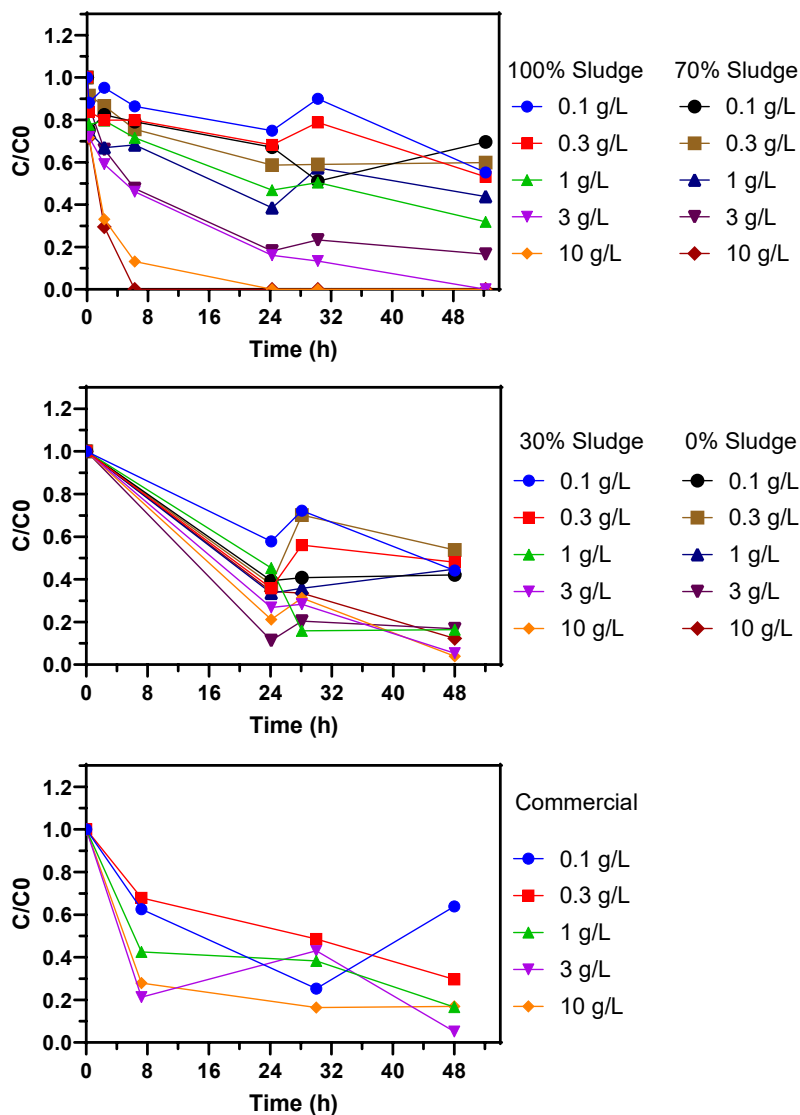 1.2
1.0
0.8
0.6
0.4
0.2
0.0
C/C0
0 8 16 24 32 40 48
Time (h)
100% Sludge 70% Sludge
0.1 g/L 0.1 g/L
0.3 g/L 0.3 g/L
1 g/L 1 g/L
3 g/L 3 g/L
10 g/L 10 g/L
1.2
1.0
0.8
0.6
0.4
0.2
0.0
C/C0
0 8 16 24 32 40 48
Time (h)
30% Sludge 0% Sludge
0.1 g/L 0.1 g/L
0.3 g/L 0.3 g/L
1 g/L 1 g/L
3 g/L 3 g/L
10 g/L 10 g/L
1.2
1.0
0.8
0.6
0.4
0.2
0.0
C/C0
0 8 16 24 32 40 48
Time (h)
Commercial
0.1 g/L
0.3 g/L
1 g/L
3 g/L
10 g/L